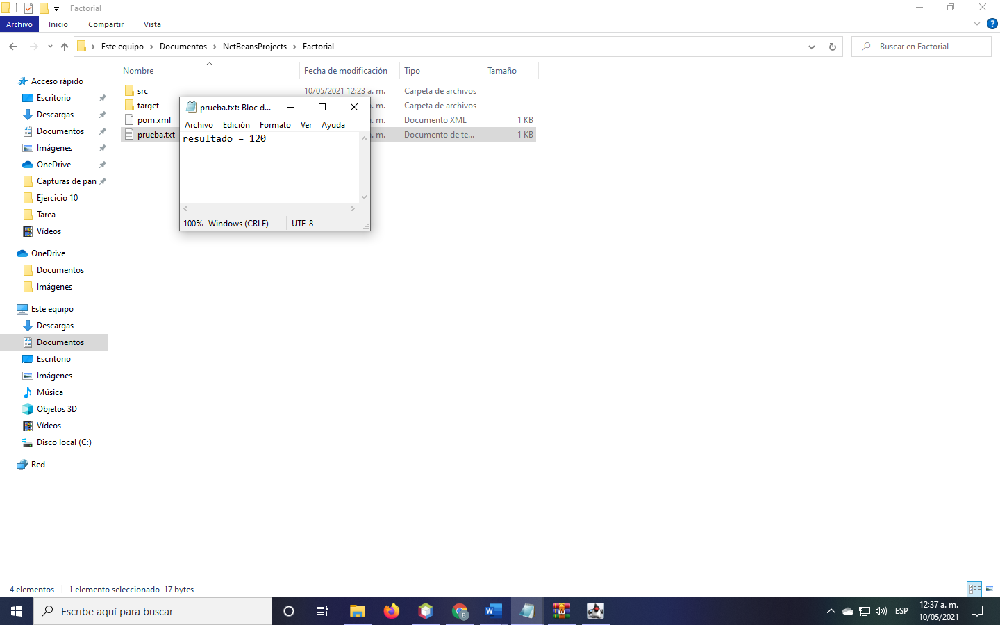 Factorial
Archivo Inicio Compartir Vista
Este equipo Documentos NetBeansProjects Factorial
Buscar en Factorial
Nombre Fecha de modificación Tipo Tamaño
src 10/05/2021 12:23 a. m. Carpeta de archivos
target . m. Carpeta de archivos
pom.xml . m. Documento XML 1 KB
prueba.txt . m. Documento de te... 1 KB
prueba.txt: Bloc d...
Archivo Edición Formato Ver Ayuda
resultado = 120
100% Windows (CRLF) UTF-8
Acceso rápido
Escritorio
Descargas
Documentos
Imágenes
OneDrive
Capturas de pan
Ejercicio 10
Tarea
Vídeos
OneDrive
Documentos
Imágenes
Este equipo
Descargas
Documentos
Escritorio
Imágenes
Música
Objetos 3D
Vídeos
Disco local (C:)
Red
4 elementos 1 elemento seleccionado 17 bytes
Escribe aquí para buscar
B
W
ESP
12:37 a. m.
10/05/2021